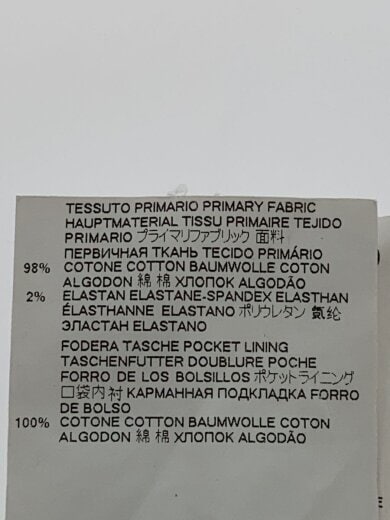 TESSUTO PRIMARIO PRIMARY FABRIC
HAUPTMATERIAL TISSU PRIMAIRE TEJIDO
PRIMARIO プライマリファブリック 面料
ПЕРВИЧНАЯ ТКАНЬ TECIDO PRIMÁRIO
98% COTONE COTTON BAUMWOLLE COTON
ALGODON 綿 棉 ХЛОПОК ALGODÃO
2% ELASTAN ELASTANE-SPANDEX ELASTHAN
ÉLASTHANNE ELASTANO ポリウレタン 氨纶
ЭЛАСТАН ELASTANO
FODERA TASCHE POCKET LINING
TASCHENFUTTER DOUBLURE POCHE
FORRO DE LOS BOLSILLOS ポケットライニング
口袋内衬 КАРМАННАЯ ПОДКЛАДКА FORRO
DE BOLSO
100% COTONE COTTON BAUMWOLLE COTON
ALGODON 綿 棉 ХЛОПОК ALGODÃO
E